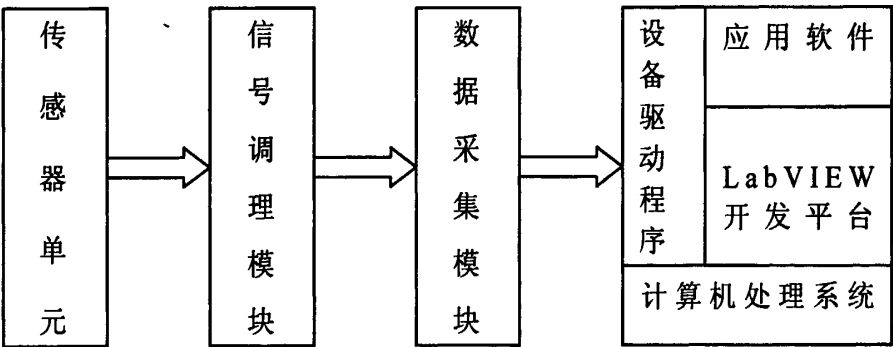 传感器单元
信号调理模块
数据采集模块
设备驱动程序
应用软件
LabVIEW
开发平台
计算机处理系统